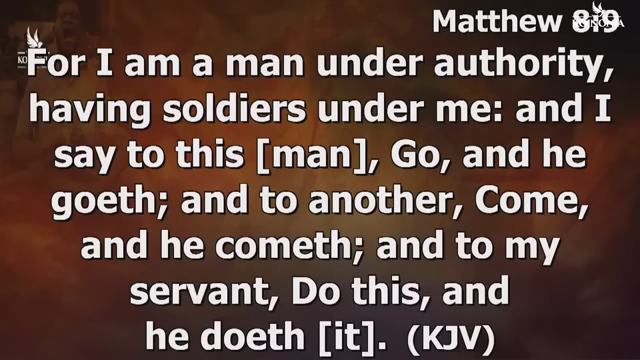 Matthew 8:9
For I am a man under authority,
having soldiers under me: and I
say to this [man], Go, and he
goeth; and to another, Come,
and he cometh; and to my
servant, Do this, and
he doeth [it]. (KJV)